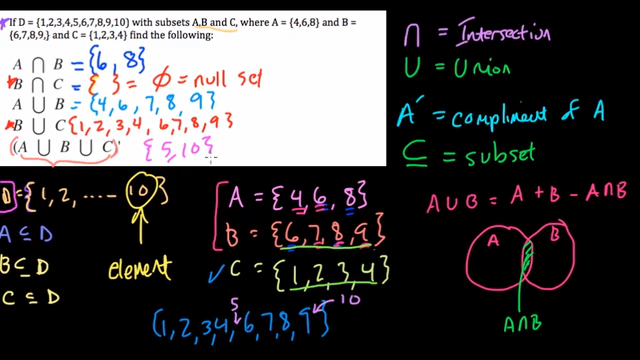 If D = {1,2,3,4,5,6,7,8,9,10} with subsets A,B and C, where A = {4,6,8} and B =
{6,7,8,9,} and C = {1,2,3,4} find the following:
A ⋂ B = {6, 8}
B ⋂ C = { } = ∅ = null set
A ⋃ B = {4, 6, 7, 8, 9}
B ⋃ C {1, 2, 3, 4, 6, 7, 8, 9}
(A ⋃ B ⋃ C)' {5, 10}
∩ = Intersection
U = Union
A' = compliment of A
⊆ = subset
D = {1, 2, ..... 10}
element
A ⊆ D
B ⊆ D
C ⊆ D
A = {4, 6, 8}
B = {6, 7, 8, 9}
C = {1, 2, 3, 4}
5 10
(1, 2, 3, 4, 6, 7, 8, 9}
A U B = A + B - A ∩ B
A B
A ∩ B